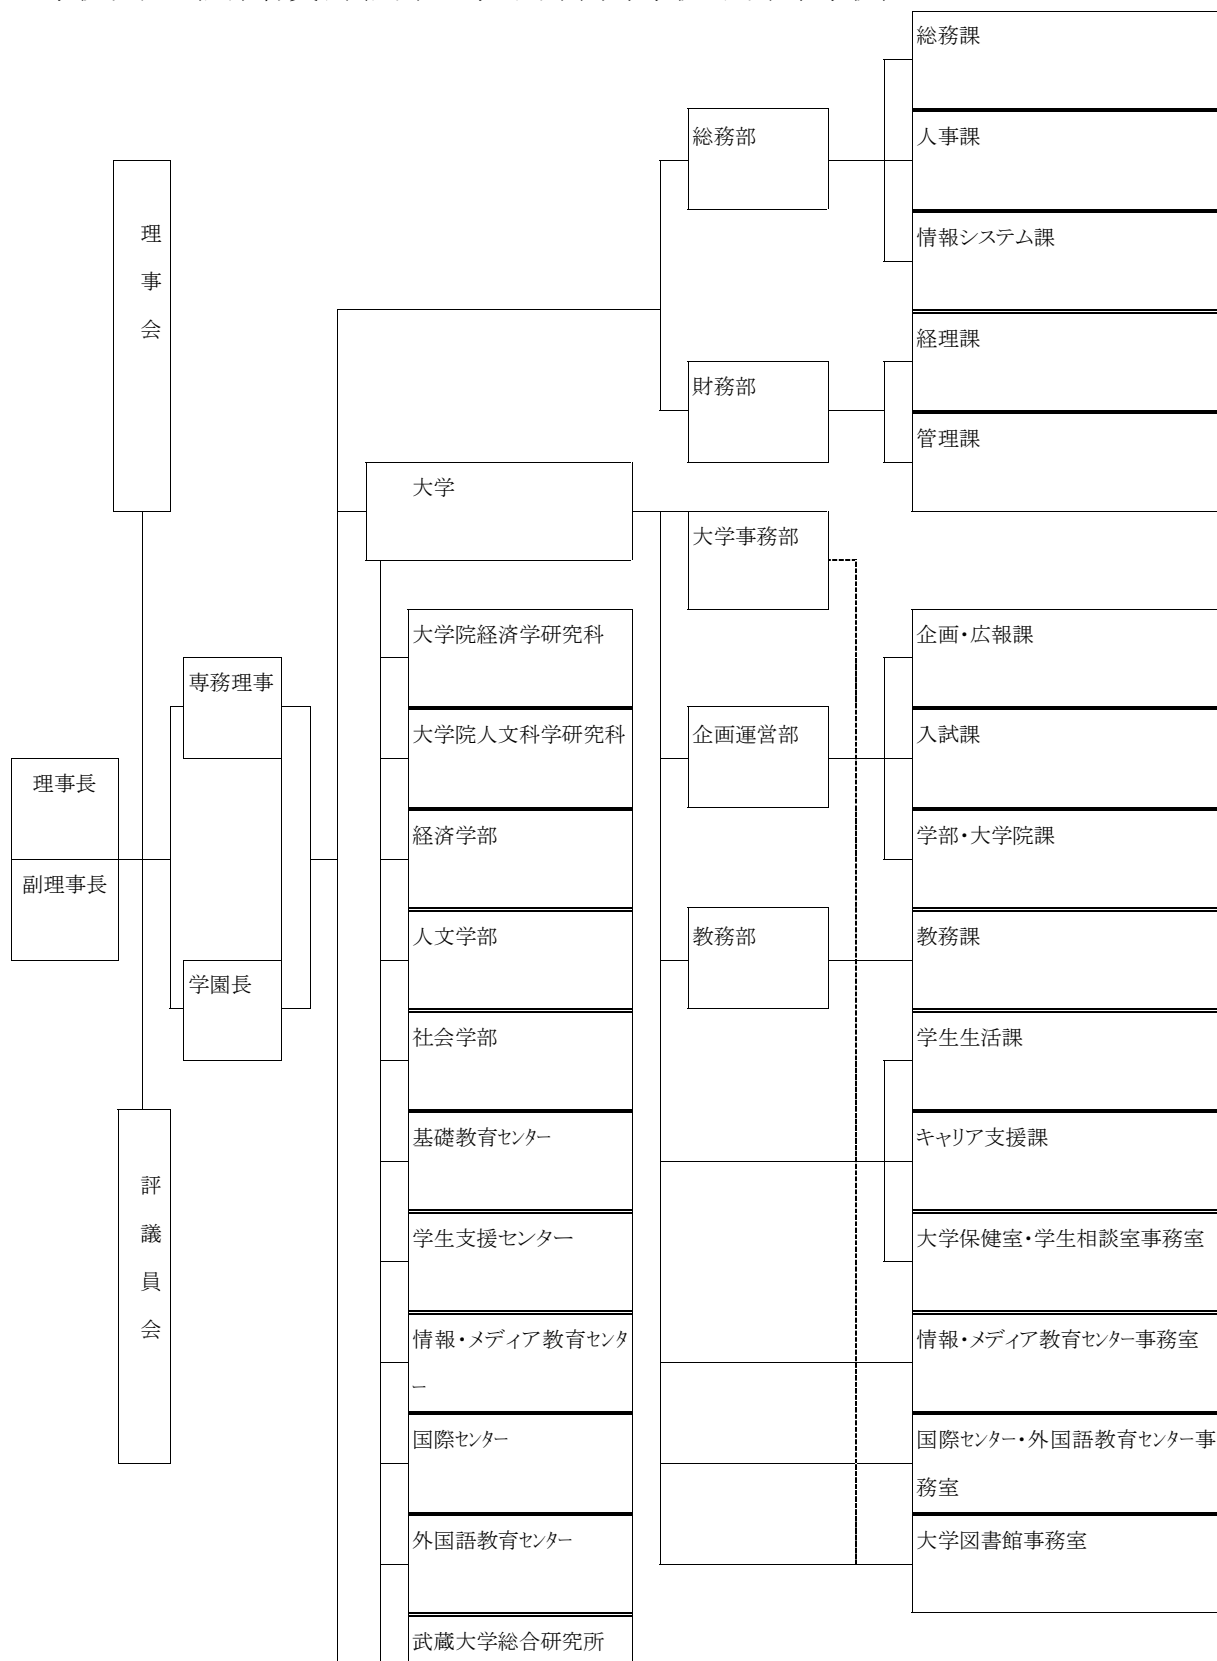 総務課
総務部
人事課
理事会
情報システム課
経理課
財務部
管理課
大学
大学事務部
大学院経済学研究科
企画・広報課
専務理事
大学院人文科学研究科
企画運営部
入試課
理事長
経済学部
学部・大学院課
副理事長
人文学部
教務部
教務課
学園長
社会学部
学生生活課
基礎教育センター
キャリア支援課
評議員会
学生支援センター
大学保健室・学生相談室事務室
情報・メディア教育センタ
ー
情報・メディア教育センター事務室
国際センター
国際センター・外国語教育センター事
務室
外国語教育センター
大学図書館事務室
武蔵大学総合研究所